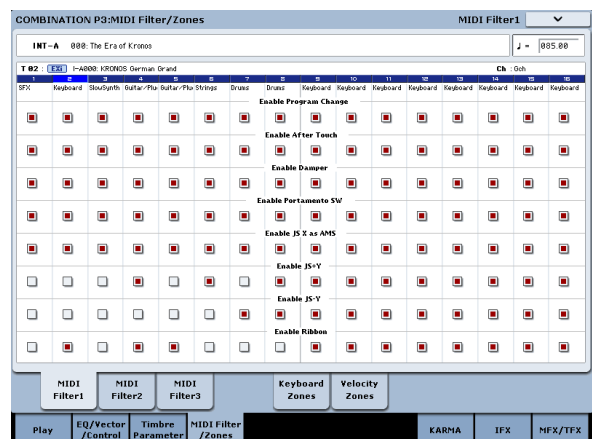 COMBINATION P3:MIDI Filter/Zones MIDI Filter1
INT-A 000: The Era of Kronos ♩= 085.00
T 02 : EXi I-A000: KRONOS German Grand Ch : Gch
1 2 3 4 5 6 7 8 9 10 11 12 13 14 15 16
SFX Keyboard SlowSynth Guitar/Plu Guitar/Plu Strings Drums Drums Keyboard Keyboard Keyboard Keyboard Keyboard Keyboard Keyboard Keyboard
Enable Program Change
Enable After Touch
Enable Damper
Enable Portamento SW
Enable JS X as AMS
Enable JS+Y
Enable JS-Y
Enable Ribbon
MIDI Filter1 MIDI Filter2 MIDI Filter3 Keyboard Zones Velocity Zones
Play EQ/Vector /Control Timbre Parameter MIDI Filter /Zones KARMA IFX MFX/TFX